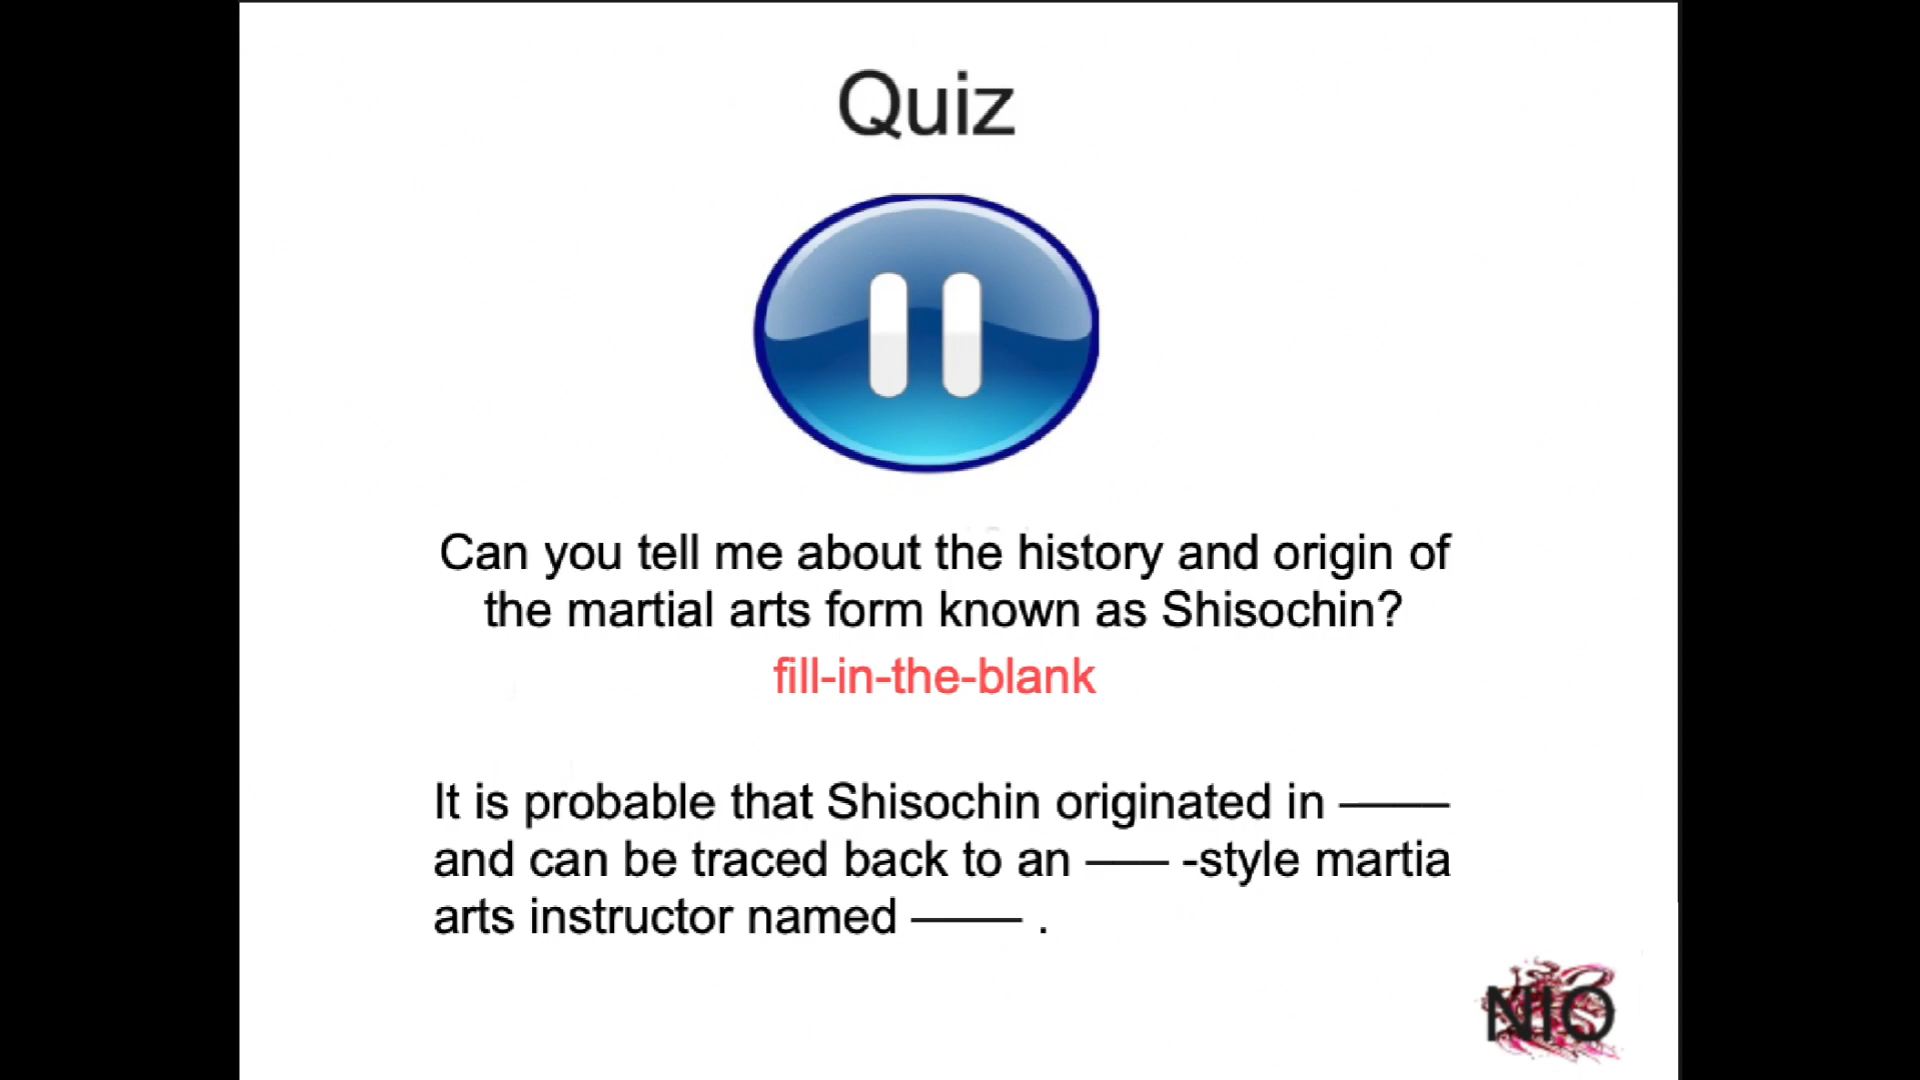 Quiz
Can you tell me about the history and origin of
the martial arts form known as Shisochin?
fill-in-the-blank
It is probable that Shisochin originated in ——
and can be traced back to an —— -style martia
arts instructor named —— .
NIO